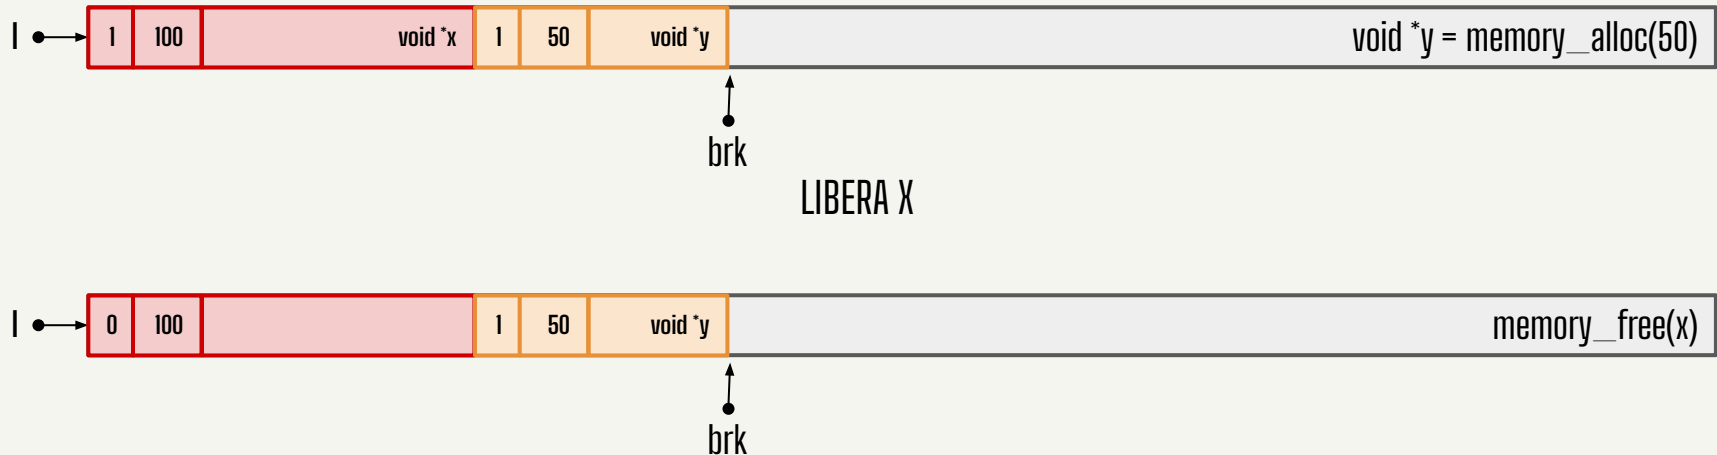 I 1 100 void *x 1 50 void *y void *y = memory_alloc(50)
brk
LIBERA X
I 0 100 1 50 void *y memory_free(x)
brk